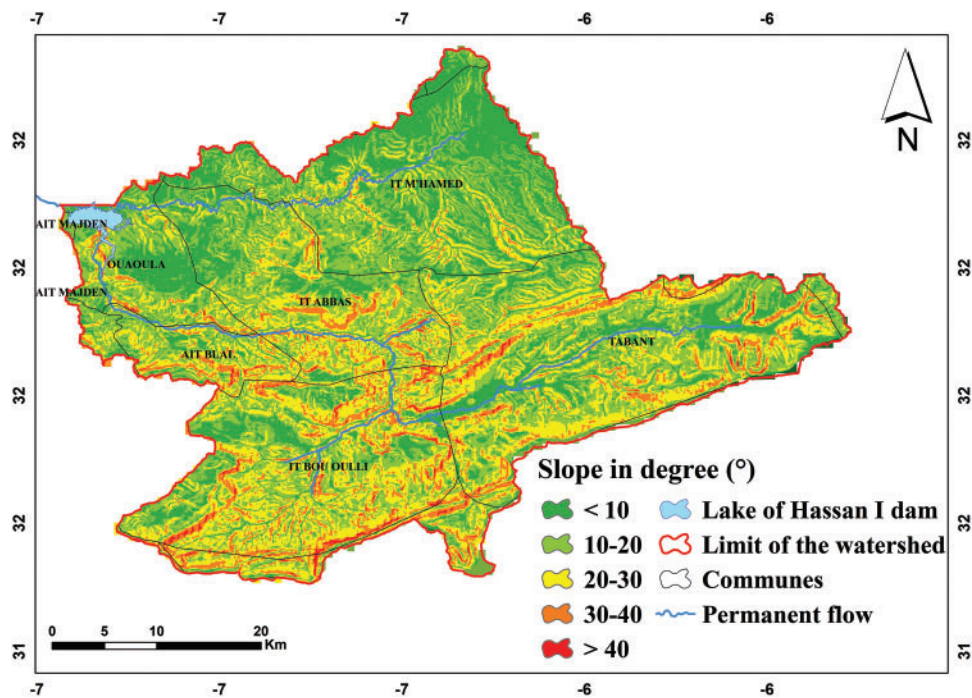 -7 -7 -6 -6
N
32 32
IT M'HAMED
AIT MAJDEN
OUAOULA
32 32
AIT MAJDEN
IT ABBAS
TABANT
AIT BLAL
32 32
IT BOU OULLI
Slope in degree (°)
< 10 Lake of Hassan I dam
10-20 Limit of the watershed
32 32
20-30 Communes
30-40 Permanent flow
> 40
0 5 10 20
Km
31 31
-7 -7 -6 -6